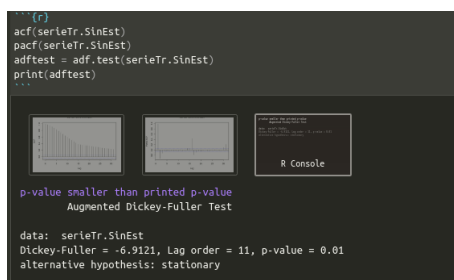 ```{r}
acf(serieTr.SinEst)
pacf(serieTr.SinEst)
adftest = adf.test(serieTr.SinEst)
print(adftest)
```
R Console
p-value smaller than printed p-value
Augmented Dickey-Fuller Test
data: serieTr.SinEst
Dickey-Fuller = -6.9121, Lag order = 11, p-value = 0.01
alternative hypothesis: stationary